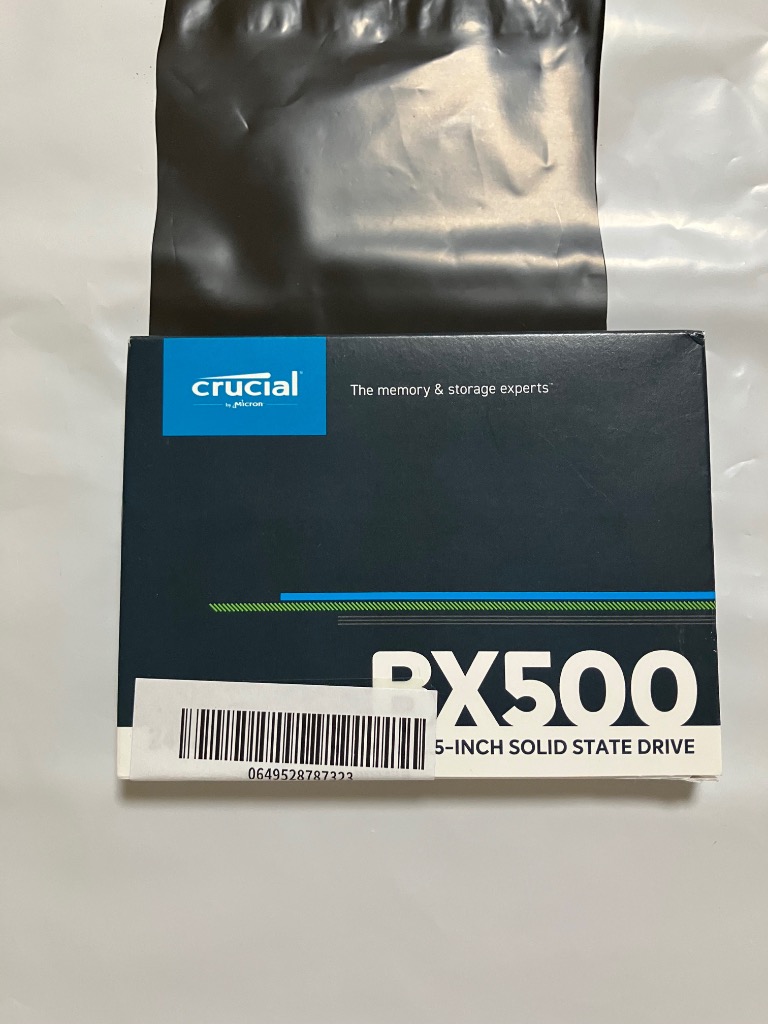 crucial
by Micron
The memory & storage experts™
BX500
5-INCH SOLID STATE DRIVE
0649528787323